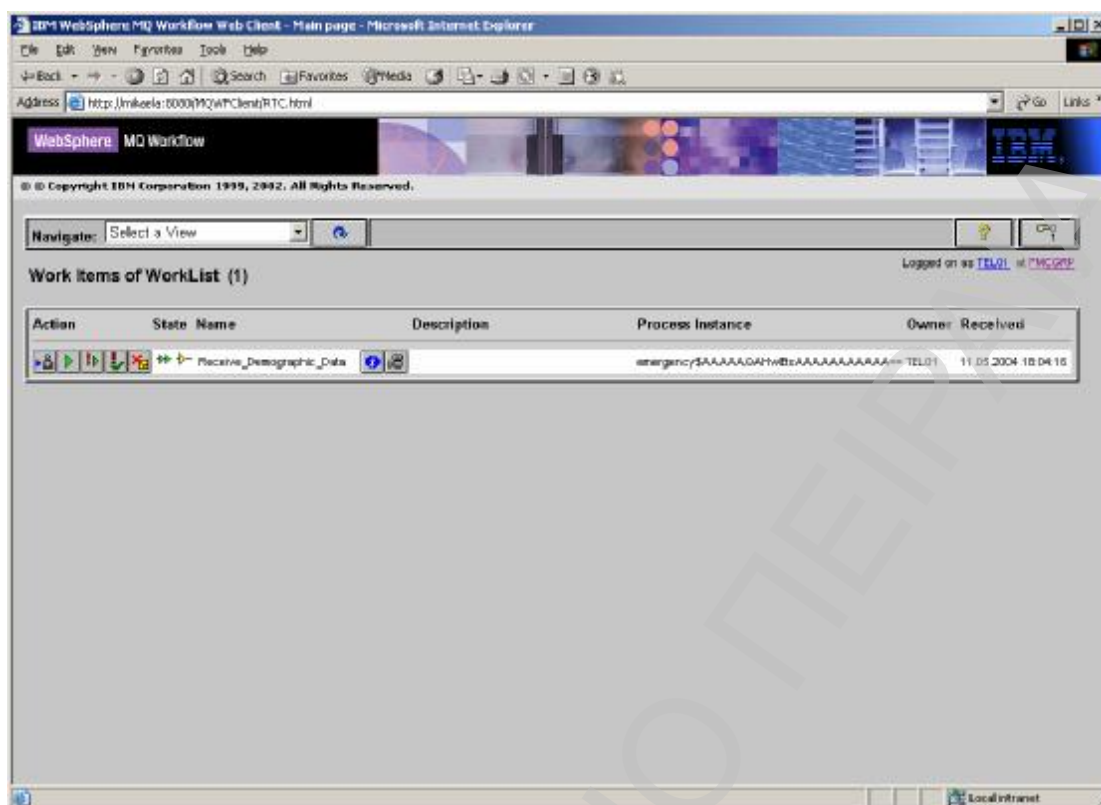 IBM WebSphere MQ Workflow Web Client - Main page - Microsoft Internet Explorer
File Edit View Favorites Tools Help
Back Search Favorites Media
Address http://mikaela:8080/MQWFClient/RTC.html Go Links
WebSphere MQ Workflow IBM
© © Copyright IBM Corporation 1999, 2002. All Rights Reserved.
Navigate: Select a View
Logged on as TEL01 at FMCGRP
Work Items of WorkList (1)
Action State Name Description Process Instance Owner Received
Receive_Demographic_Data TEL01 11.05.2004 18:04:16
Local intranet
ΠΕΙΡΑΙ